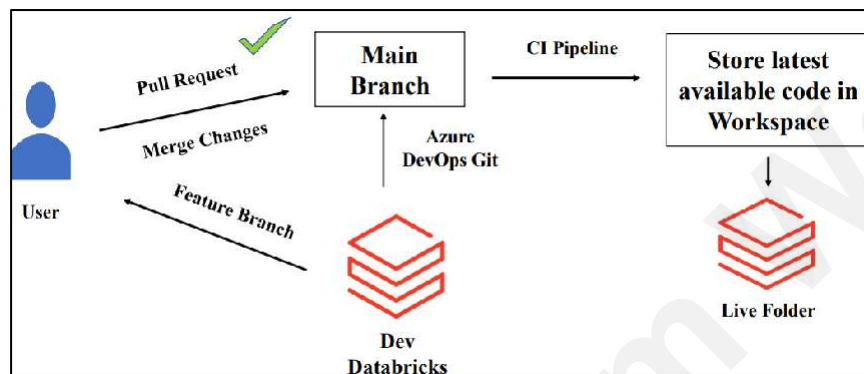 Pull Request
Merge Changes
User
Feature Branch
Main
Branch
Azure
DevOps Git
Dev
Databricks
CI Pipeline
Store latest
available code in
Workspace
Live Folder